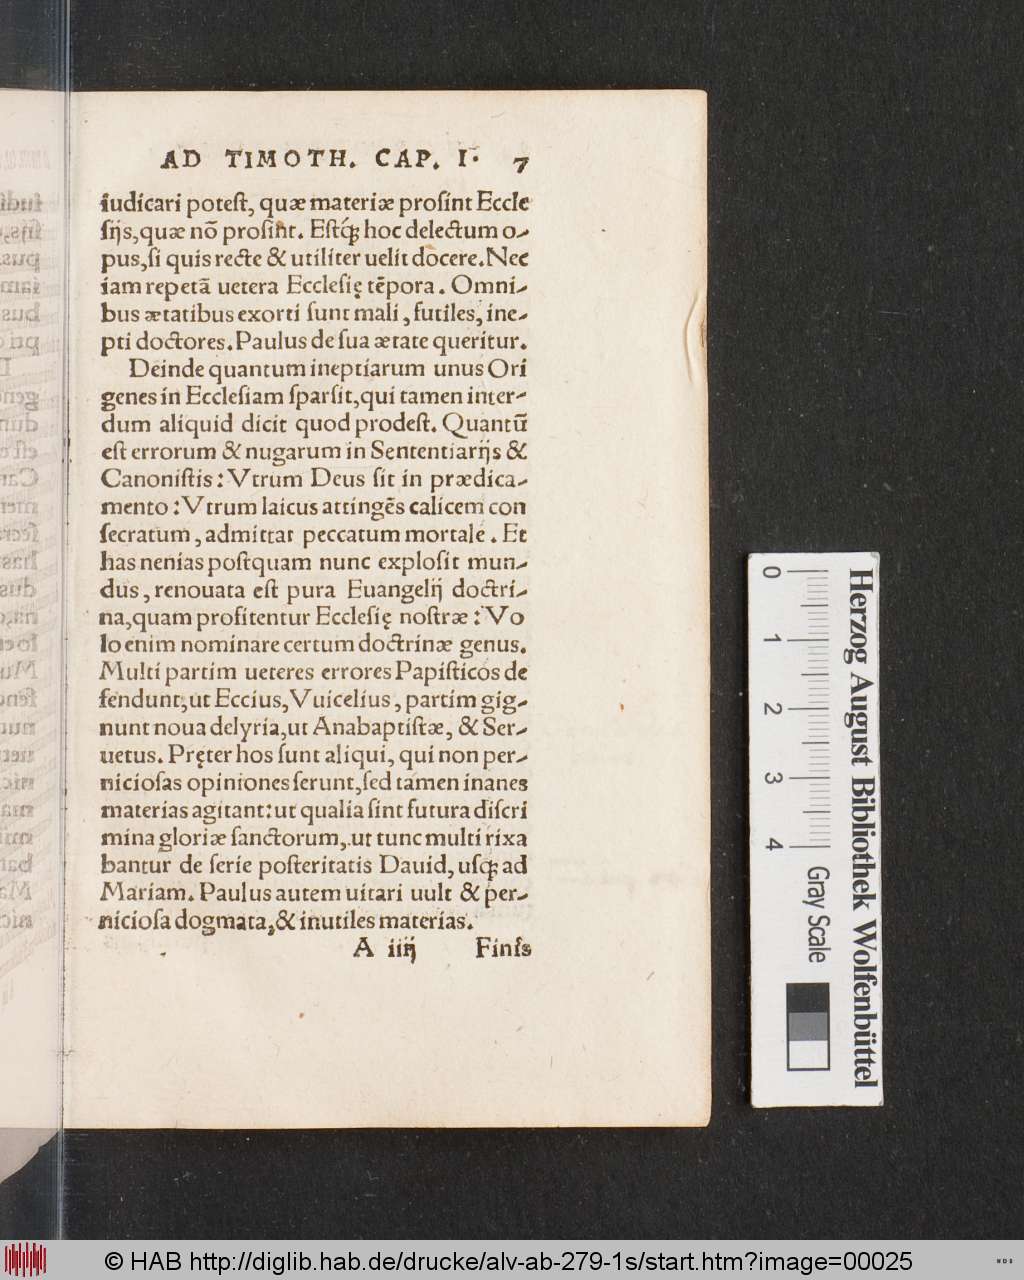 AD TIMOTH. CAP. I. 7
iudicari potest, quæ materiæ prosint Eccle
sijs, quæ nõ prosint. Estq́; hoc delectum o-
pus, si quis recte & utiliter uelit docere. Nec
iam repetã uetera Ecclesię tẽpora. Omni-
bus ætatibus exorti sunt mali, futiles, ine-
pti doctores. Paulus de sua ætate queritur.
Deinde quantum ineptiarum unus Ori
genes in Ecclesiam sparsit, qui tamen inter-
dum aliquid dicit quod prodest. Quantũ
est errorum & nugarum in Sententiarijs &
Canonistis: Vtrum Deus sit in prædica-
mento: Vtrum laicus attingẽs calicem con
secratum, admittat peccatum mortale. Et
has nenias postquam nunc explosit mun-
dus, renouata est pura Euangelij doctri-
na, quam profitentur Ecclesię nostræ: Vo
lo enim nominare certum doctrinæ genus.
Multi partim ueteres errores Papisticos de
fendunt, ut Eccius, Vuicelius, partim gig-
nunt noua delyria, ut Anabaptistæ, & Ser-
uetus. Pręter hos sunt aliqui, qui non per-
niciosas opiniones serunt, sed tamen inanes
materias agitant: ut qualia sint futura discri
mina gloriæ sanctorum, ut tunc multi rixa
bantur de serie posteritatis Dauid, usq; ad
Mariam. Paulus autem uitari uult & per-
niciosa dogmata, & inutiles materias.
A iiij Finis
0 1 2 3 4
Gray Scale
Herzog August Bibliothek Wolfenbüttel
© HAB http://diglib.hab.de/drucke/alv-ab-279-1s/start.htm?image=00025